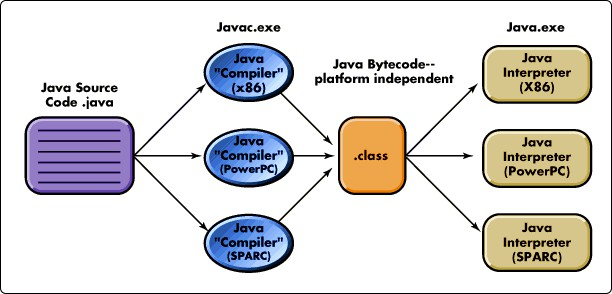 Javac.exe
Java.exe
Java Source
Code .java
Java
"Compiler"
(x86)
Java
"Compiler"
(PowerPC)
Java
"Compiler"
(SPARC)
Java Bytecode--
platform independent
.class
Java
Interpreter
(X86)
Java
Interpreter
(PowerPC)
Java
Interpreter
(SPARC)